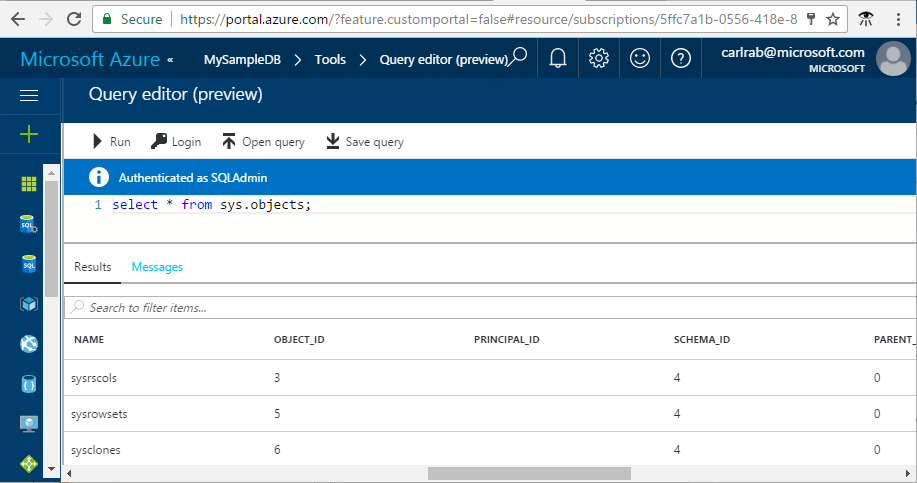 Secure https://portal.azure.com/?feature.customportal=false#resource/subscriptions/5ffc7a1b-0556-418e-8
Microsoft Azure « MySampleDB > Tools > Query editor (preview) carlrab@microsoft.com
MICROSOFT
Query editor (preview)
Run Login Open query Save query
Authenticated as SQLAdmin
1 select * from sys.objects;
SQL
SQL
Results Messages
Search to filter items...
NAME OBJECT_ID PRINCIPAL_ID SCHEMA_ID PARENT_
sysrscols 3 4 0
sysrowsets 5 4 0
sysclones 6 4 0